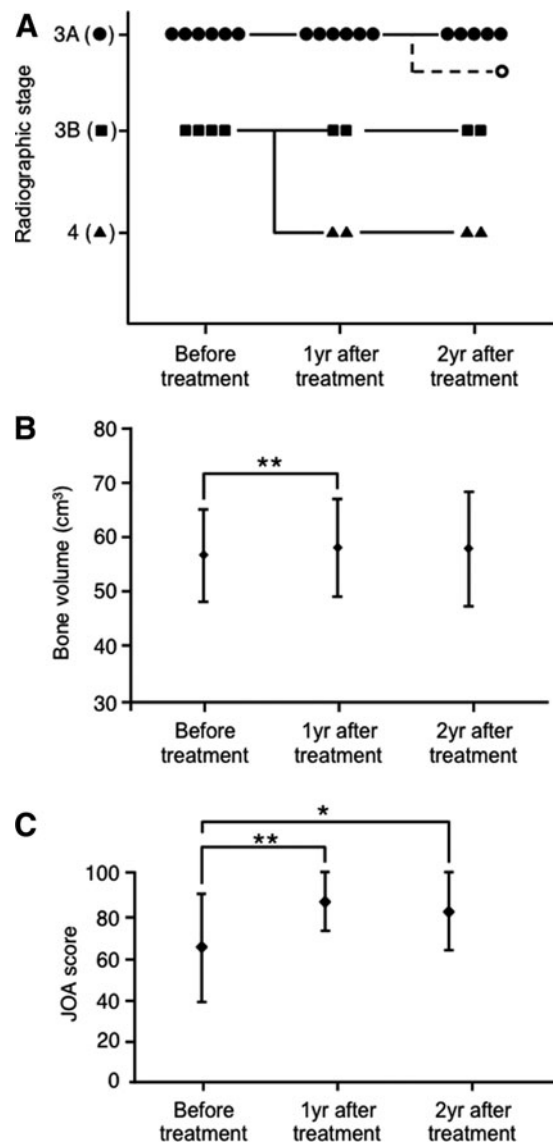 A
Radiographic stage
3A (●)
3B (■)
4 (▲)
Before
treatment
1yr after
treatment
2yr after
treatment
B
Bone volume (cm³)
80
70
60
50
40
30
**
Before
treatment
1yr after
treatment
2yr after
treatment
C
JOA score
100
80
60
40
20
0
*
**
Before
treatment
1yr after
treatment
2yr after
treatment